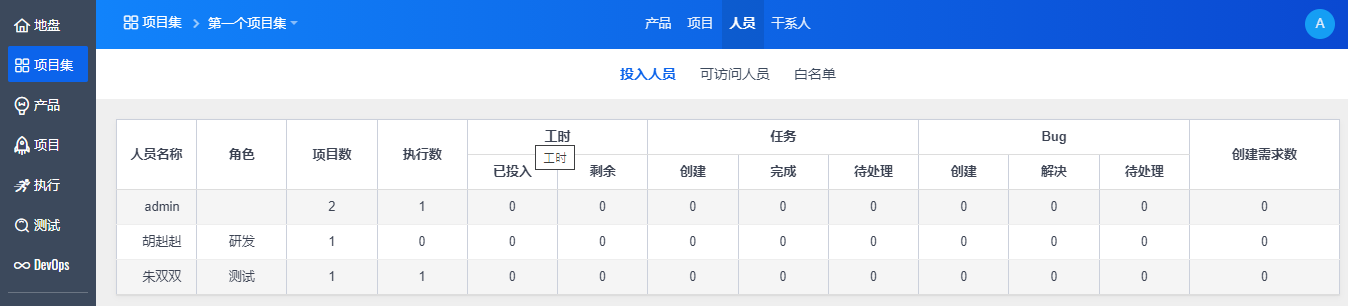 地盘
项目集
产品
项目
执行
测试
DevOps
项目集 第一个项目集
产品 项目 人员 干系人
A
投入人员 可访问人员 白名单
人员名称 角色 项目数 执行数 工时 任务 Bug 创建需求数
工时
已投入 剩余 创建 完成 待处理 创建 解决 待处理
admin 2 1 0 0 0 0 0 0 0 0 0
胡赳赳 研发 1 0 0 0 0 0 0 0 0 0 0
朱双双 测试 1 1 0 0 0 0 0 0 0 0 0